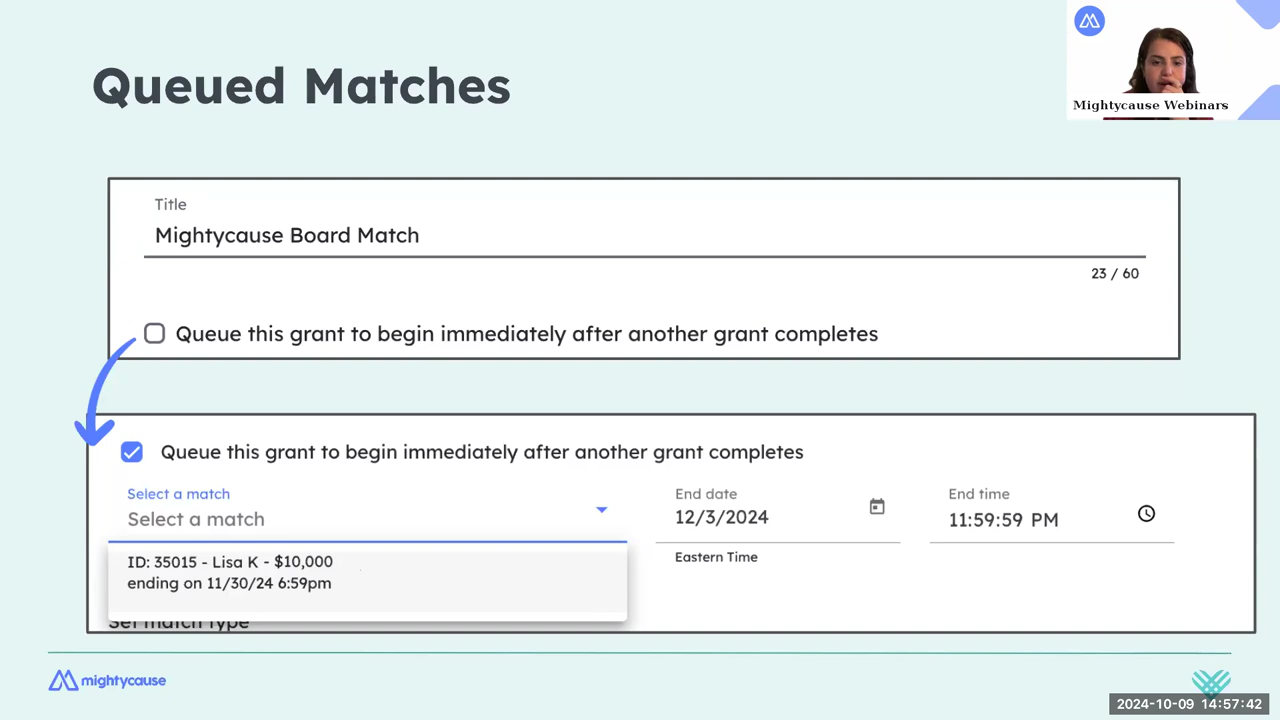 Queued Matches
Mightycause Webinars
Title
Mightycause Board Match
23 / 60
Queue this grant to begin immediately after another grant completes
Queue this grant to begin immediately after another grant completes
Select a match
Select a match
End date
12/3/2024
Eastern Time
End time
11:59:59 PM
ID: 35015 - Lisa K - $10,000
ending on 11/30/24 6:59pm
Set match type
mightycause
2024-10-09 14:57:42